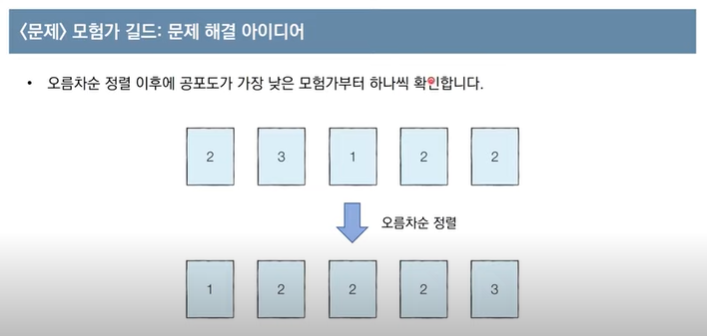 <문제> 모험가 길드: 문제 해결 아이디어
• 오름차순 정렬 이후에 공포도가 가장 낮은 모험가부터 하나씩 확인합니다.
2 3 1 2 2
오름차순 정렬
1 2 2 2 3